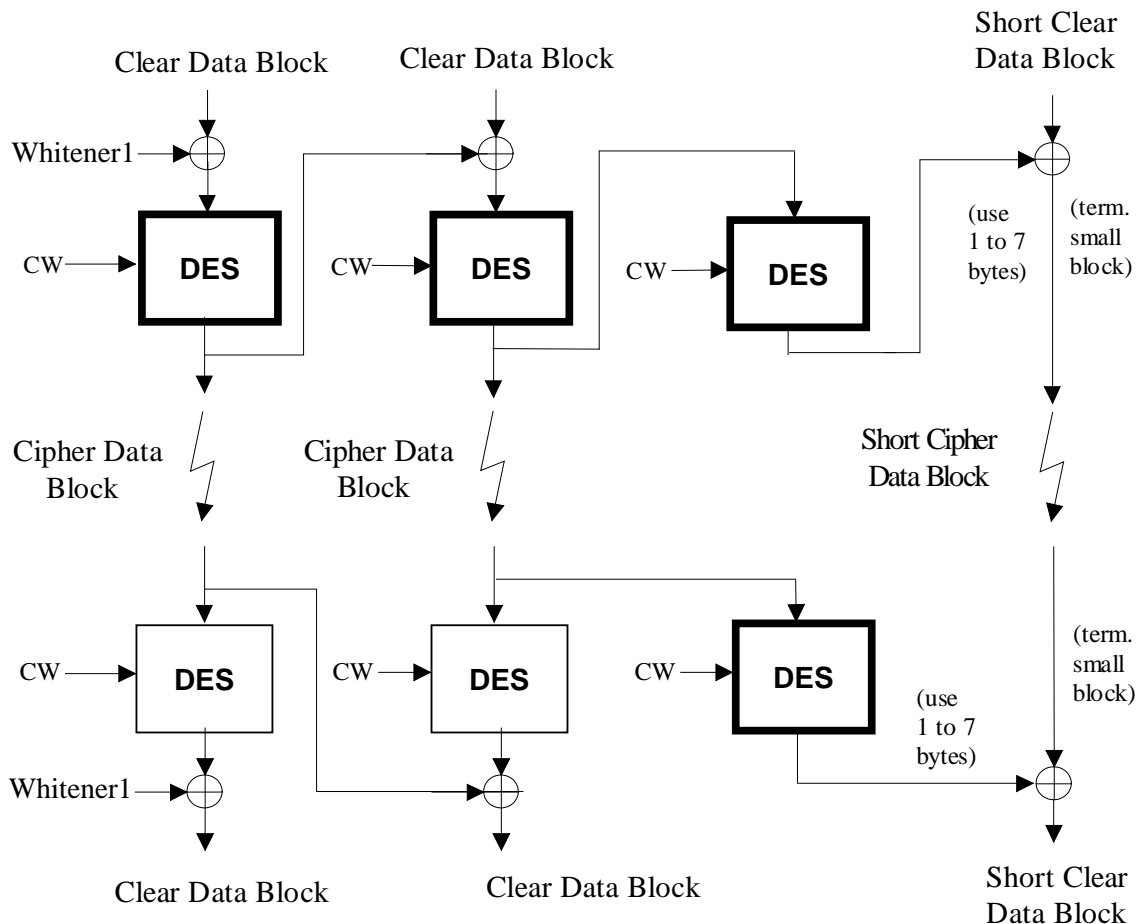 Short Clear
Data Block
Clear Data Block
Clear Data Block
Whitener1
(use
1 to 7
bytes)
(term.
small
block)
CW
DES
CW
DES
CW
DES
Cipher Data
Block
Cipher Data
Block
Short Cipher
Data Block
CW
DES
CW
DES
CW
DES
(term.
small
block)
(use
1 to 7
bytes)
Whitener1
Clear Data Block
Clear Data Block
Short Clear
Data Block